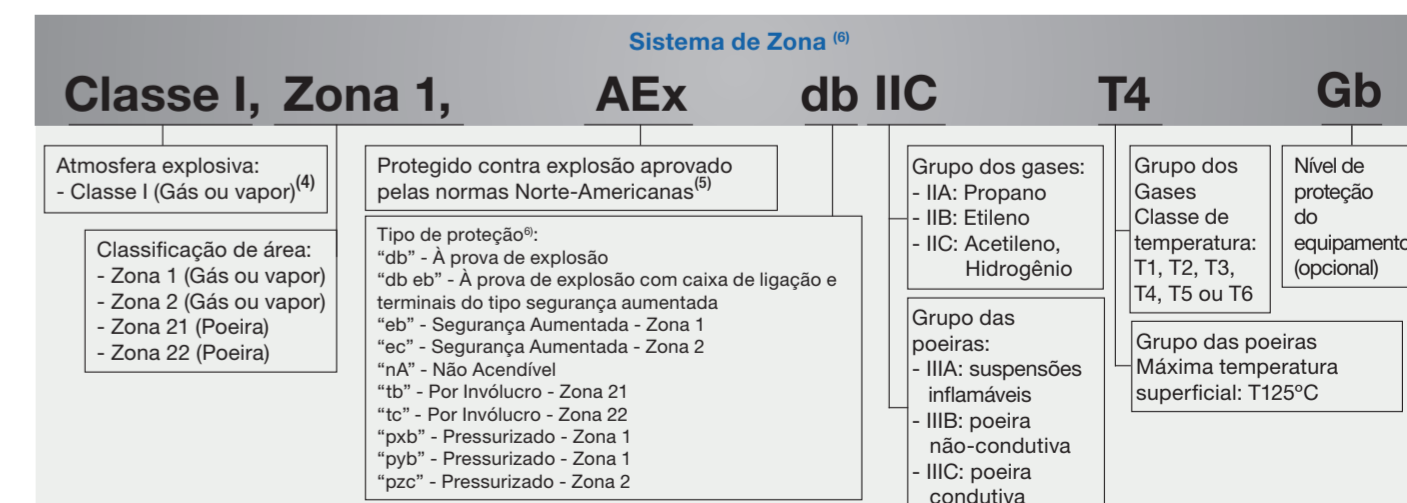 Sistema de Zona (6)
Classe I, Zona 1, AEx db IIC T4 Gb
Atmosfera explosiva:
- Classe I (Gás ou vapor)(4)
Classificação de área:
- Zona 1 (Gás ou vapor)
- Zona 2 (Gás ou vapor)
- Zona 21 (Poeira)
- Zona 22 (Poeira)
Protegido contra explosão aprovado
pelas normas Norte-Americanas(5)
Tipo de proteção6):
“db” - À prova de explosão
“db eb” - À prova de explosão com caixa de ligação e
terminais do tipo segurança aumentada
“eb” - Segurança Aumentada - Zona 1
“ec” - Segurança Aumentada - Zona 2
“nA” - Não Acendível
“tb” - Por Invólucro - Zona 21
“tc” - Por Invólucro - Zona 22
“pxb” - Pressurizado - Zona 1
“pyb” - Pressurizado - Zona 1
“pzc” - Pressurizado - Zona 2
Grupo dos gases:
- IIA: Propano
- IIB: Etileno
- IIC: Acetileno,
Hidrogênio
Grupo das
poeiras:
- IIIA: suspensões
inflamáveis
- IIIB: poeira
não-condutiva
- IIIC: poeira
condutiva
Grupo dos
Gases
Classe de
temperatura:
T1, T2, T3,
T4, T5 ou T6
Grupo das poeiras
Máxima temperatura
superficial: T125ºC
Nível de
proteção
do
equipamento
(opcional)